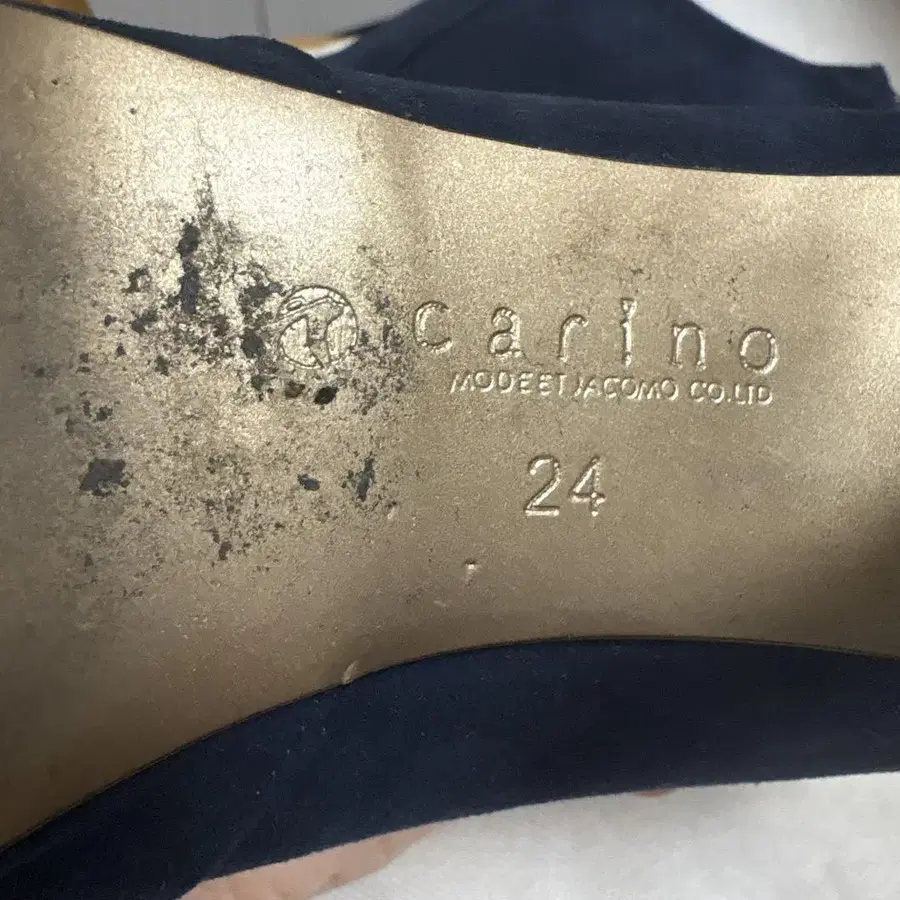 carino
MODE ET JACOMO CO.LTD
24